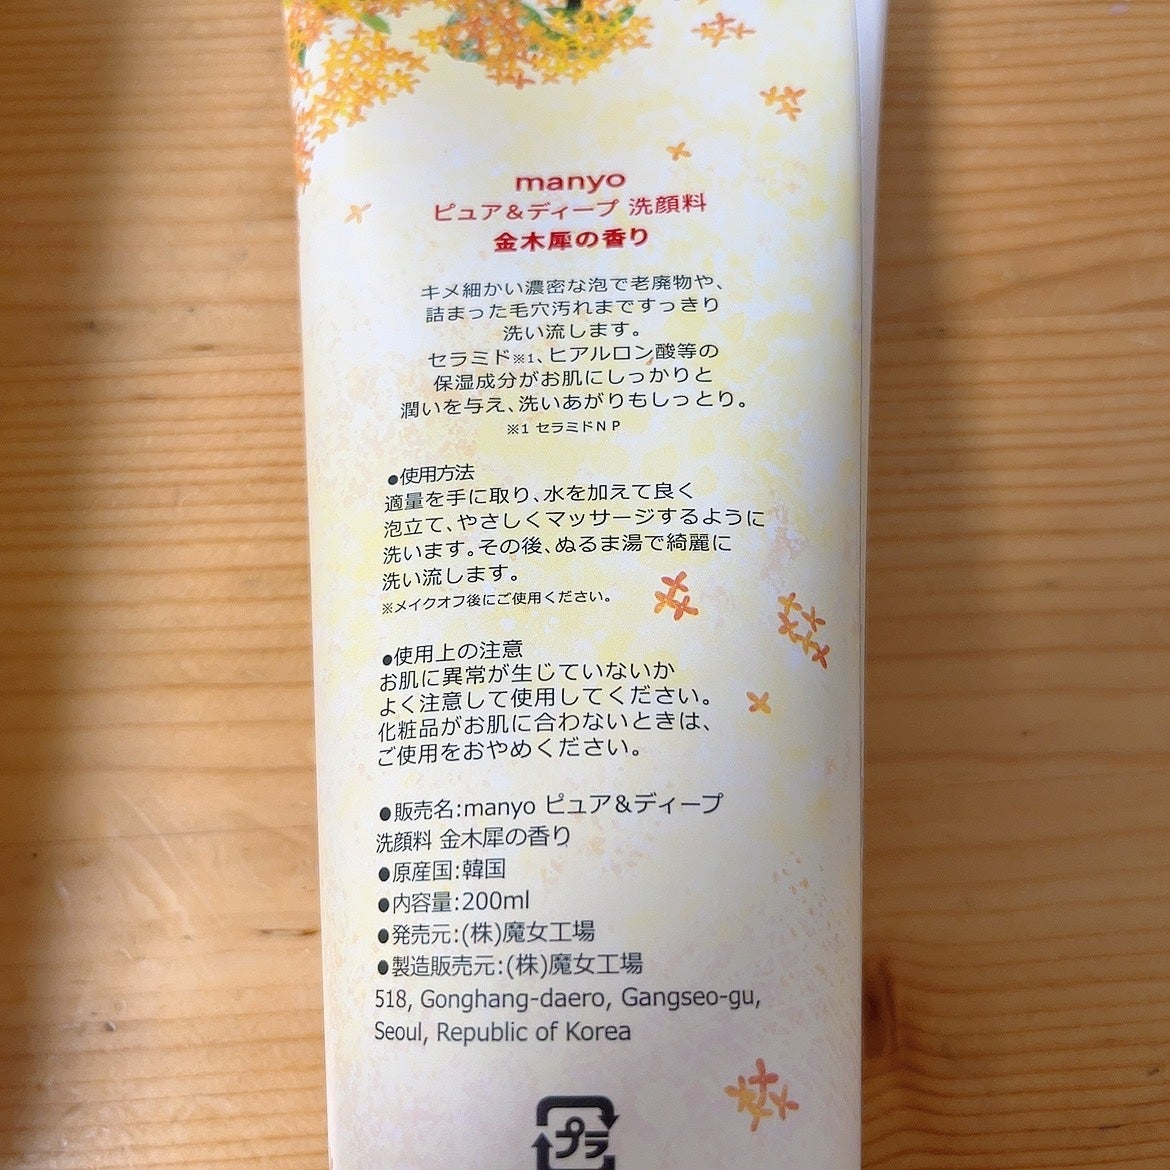 manyo
ピュア&ディープ 洗顔料
金木犀の香り
キメ細かい濃密な泡で老廃物や、
詰まった毛穴汚れまですっきり
洗い流します。
セラミド※1、ヒアルロン酸等の
保湿成分がお肌にしっかりと
潤いを与え、洗いあがりもしっとり。
※1 セラミドNP
●使用方法
適量を手に取り、水を加えて良く
泡立て、やさしくマッサージするように
洗います。その後、ぬるま湯で綺麗に
洗い流します。
※メイクオフ後にご使用ください。
●使用上の注意
お肌に異常が生じていないか
よく注意して使用してください。
化粧品がお肌に合わないときは、
ご使用をおやめください。
●販売名:manyo ピュア&ディープ
洗顔料 金木犀の香り
●原産国:韓国
●内容量:200ml
●発売元:(株)魔女工場
●製造販売元:(株)魔女工場
518, Gonghang-daero, Gangseo-gu,
Seoul, Republic of Korea
プラ